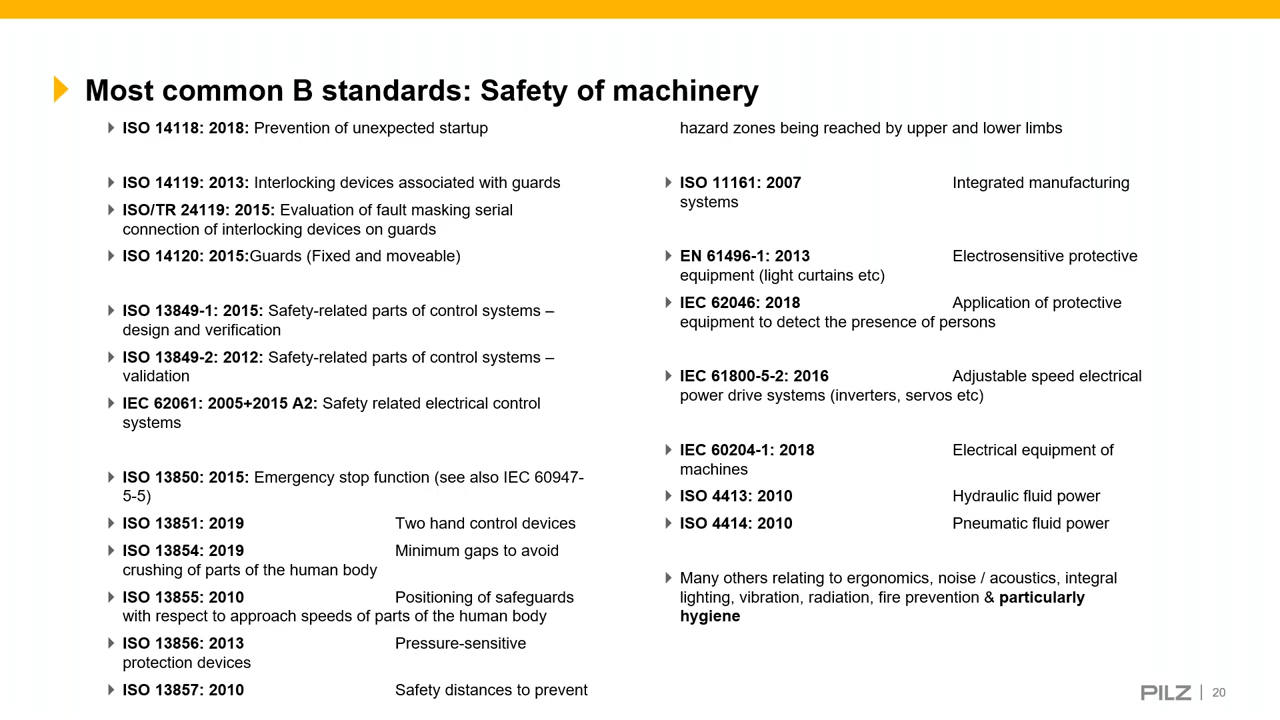 Most common B standards: Safety of machinery
ISO 14118: 2018: Prevention of unexpected startup
ISO 14119: 2013: Interlocking devices associated with guards
ISO/TR 24119: 2015: Evaluation of fault masking serial
connection of interlocking devices on guards
ISO 14120: 2015:Guards (Fixed and moveable)
ISO 13849-1: 2015: Safety-related parts of control systems –
design and verification
ISO 13849-2: 2012: Safety-related parts of control systems –
validation
IEC 62061: 2005+2015 A2: Safety related electrical control
systems
ISO 13850: 2015: Emergency stop function (see also IEC 60947-
5-5)
ISO 13851: 2019 Two hand control devices
ISO 13854: 2019 Minimum gaps to avoid
crushing of parts of the human body
ISO 13855: 2010 Positioning of safeguards
with respect to approach speeds of parts of the human body
ISO 13856: 2013 Pressure-sensitive
protection devices
ISO 13857: 2010 Safety distances to prevent
hazard zones being reached by upper and lower limbs
ISO 11161: 2007 Integrated manufacturing
systems
EN 61496-1: 2013 Electrosensitive protective
equipment (light curtains etc)
IEC 62046: 2018 Application of protective
equipment to detect the presence of persons
IEC 61800-5-2: 2016 Adjustable speed electrical
power drive systems (inverters, servos etc)
IEC 60204-1: 2018 Electrical equipment of
machines
ISO 4413: 2010 Hydraulic fluid power
ISO 4414: 2010 Pneumatic fluid power
Many others relating to ergonomics, noise / acoustics, integral
lighting, vibration, radiation, fire prevention & particularly
hygiene
PILZ | 20